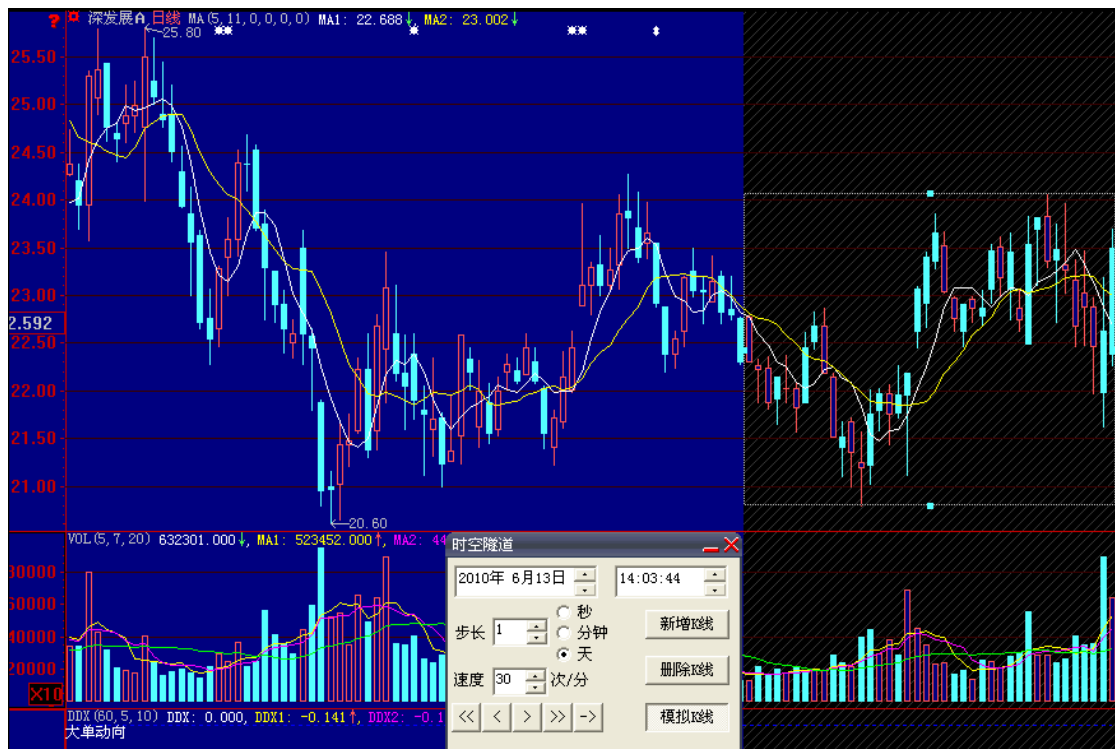 ? 深发展A,日线 MA(5,11,0,0,0,0) MA1: 22.688↓, MA2: 23.002↓
25.80
25.50
25.00
24.50
24.00
23.50
23.00
2.592
22.50
22.00
21.50
21.00
20.60
VOL(5,7,20) 632301.000↓, MA1: 523452.000↑, MA2: 44
80000
60000
40000
20000
X10
时空隧道
2010年 6月13日 14:03:44
步长 1
秒
分钟
天
新增K线
速度 30 次/分
删除K线
<< < > >> ->
模拟K线
DDX(60,5,10) DDX: 0.000, DDX1: -0.141↑, DDX2: -0.1
大单动向